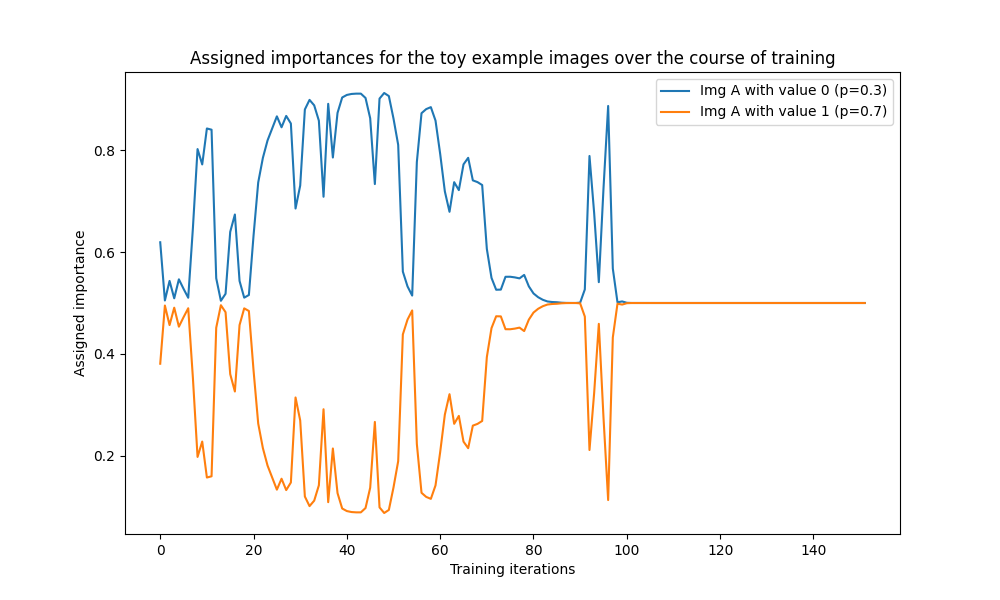 Assigned importances for the toy example images over the course of training
Img A with value 0 (p=0.3)
Img A with value 1 (p=0.7)
Assigned importance
0.8
0.6
0.4
0.2
0 20 40 60 80 100 120 140
Training iterations